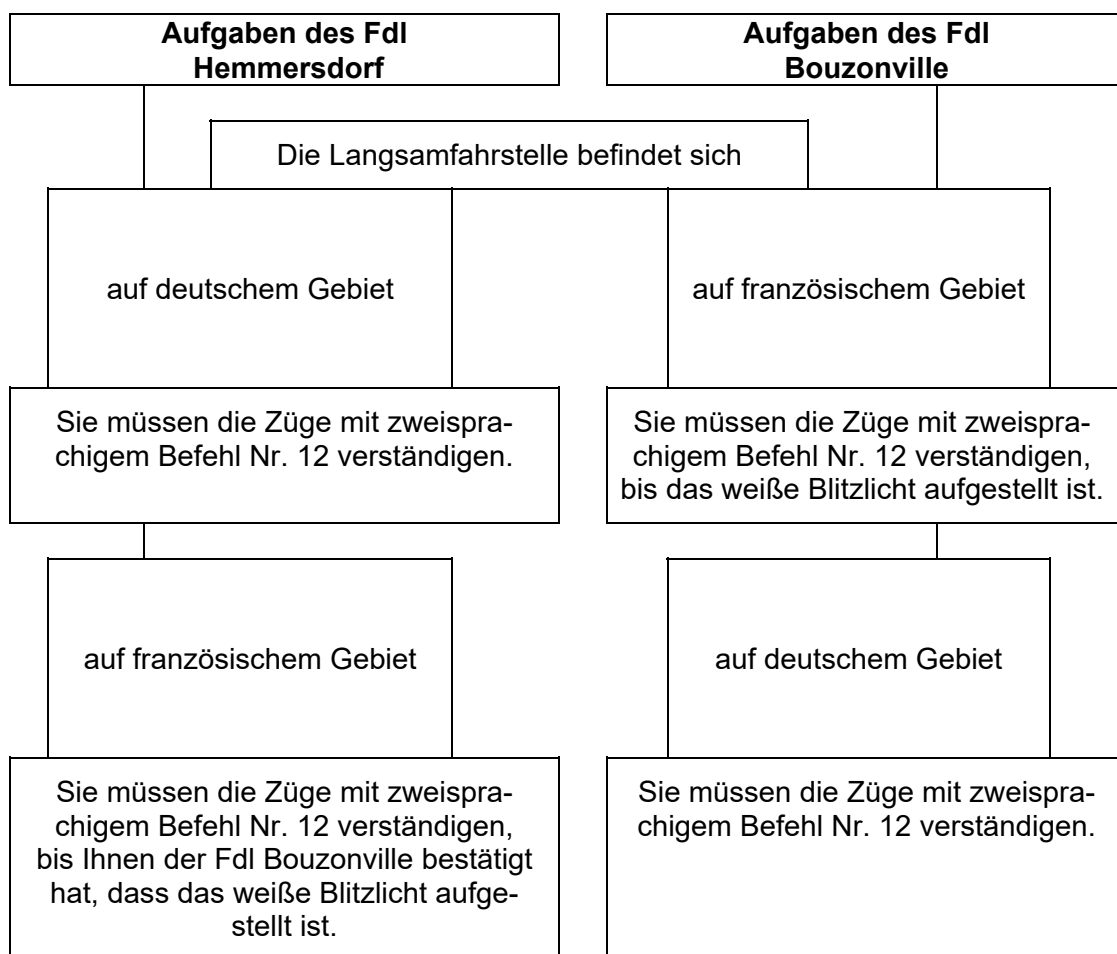 Aufgaben des Fdl
Hemmersdorf
Aufgaben des Fdl
Bouzonville
Die Langsamfahrstelle befindet sich
auf deutschem Gebiet
auf französischem Gebiet
Sie müssen die Züge mit zweispra-
chigem Befehl Nr. 12 verständigen.
Sie müssen die Züge mit zweispra-
chigem Befehl Nr. 12 verständigen,
bis das weiße Blitzlicht aufgestellt ist.
auf französischem Gebiet
auf deutschem Gebiet
Sie müssen die Züge mit zweispra-
chigem Befehl Nr. 12 verständigen,
bis Ihnen der Fdl Bouzonville bestätigt
hat, dass das weiße Blitzlicht aufge-
stellt ist.
Sie müssen die Züge mit zweispra-
chigem Befehl Nr. 12 verständigen.